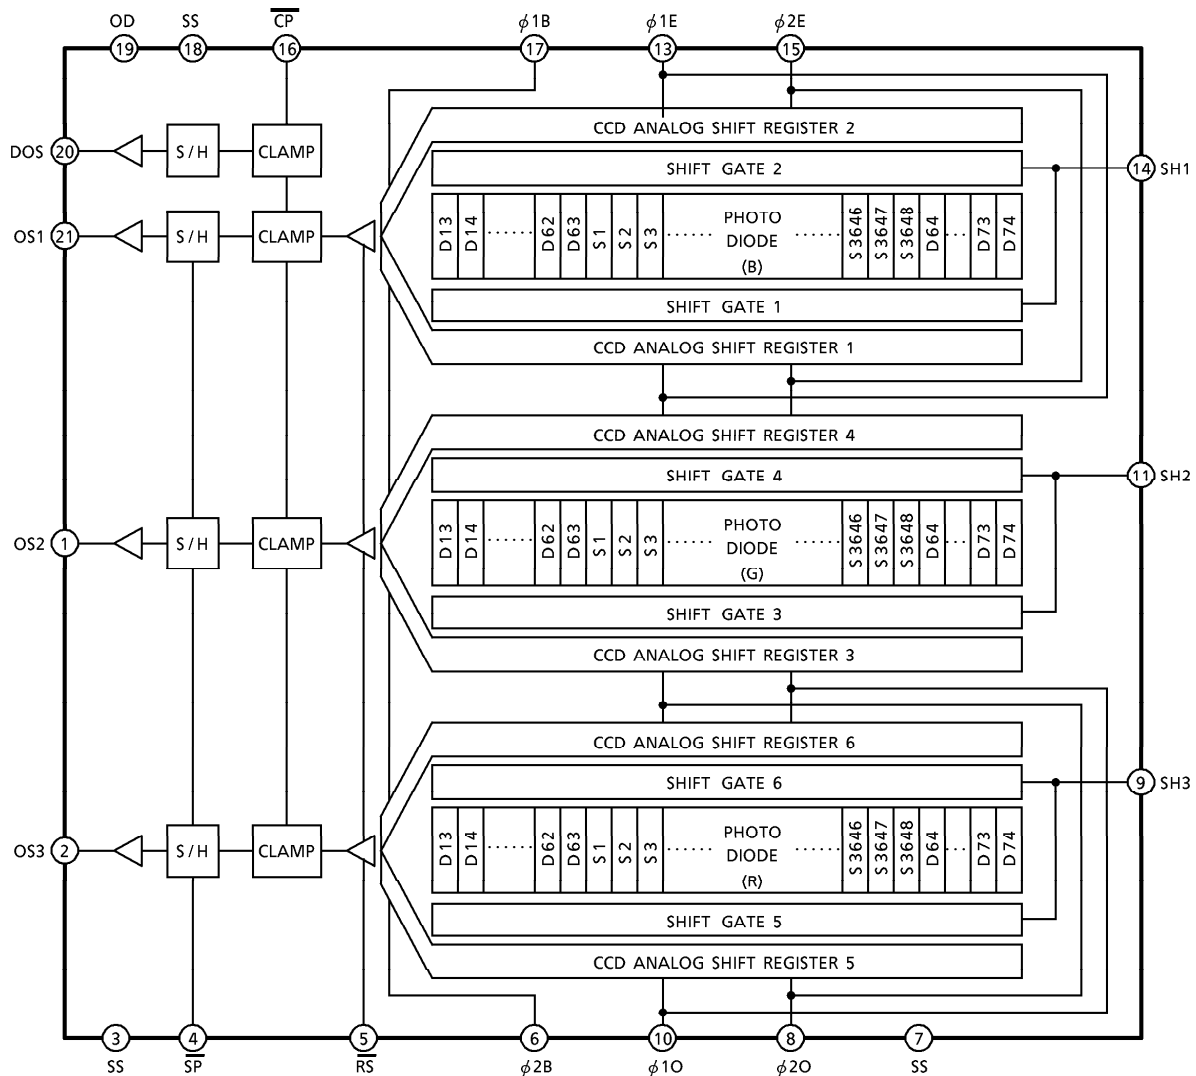 OD SS CP ϕ1B ϕ1E ϕ2E
19 18 16 17 13 15
CCD ANALOG SHIFT REGISTER 2
DOS 20 S/H CLAMP
SHIFT GATE 2 14 SH1
OS1 21 S/H CLAMP
D13 D14 ······ D62 D63 S1 S2 S3 ······ PHOTO DIODE (B) ······ S3646 S3647 S3648 D64 ··· D73 D74
SHIFT GATE 1
CCD ANALOG SHIFT REGISTER 1
CCD ANALOG SHIFT REGISTER 4
SHIFT GATE 4 11 SH2
OS2 1 S/H CLAMP
D13 D14 ······ D62 D63 S1 S2 S3 ······ PHOTO DIODE (G) ······ S3646 S3647 S3648 D64 ··· D73 D74
SHIFT GATE 3
CCD ANALOG SHIFT REGISTER 3
CCD ANALOG SHIFT REGISTER 6
SHIFT GATE 6 9 SH3
OS3 2 S/H CLAMP
D13 D14 ······ D62 D63 S1 S2 S3 ······ PHOTO DIODE (R) ······ S3646 S3647 S3648 D64 ··· D73 D74
SHIFT GATE 5
CCD ANALOG SHIFT REGISTER 5
3 4 5 6 10 8 7
SS SP RS ϕ2B ϕ1O ϕ2O SS